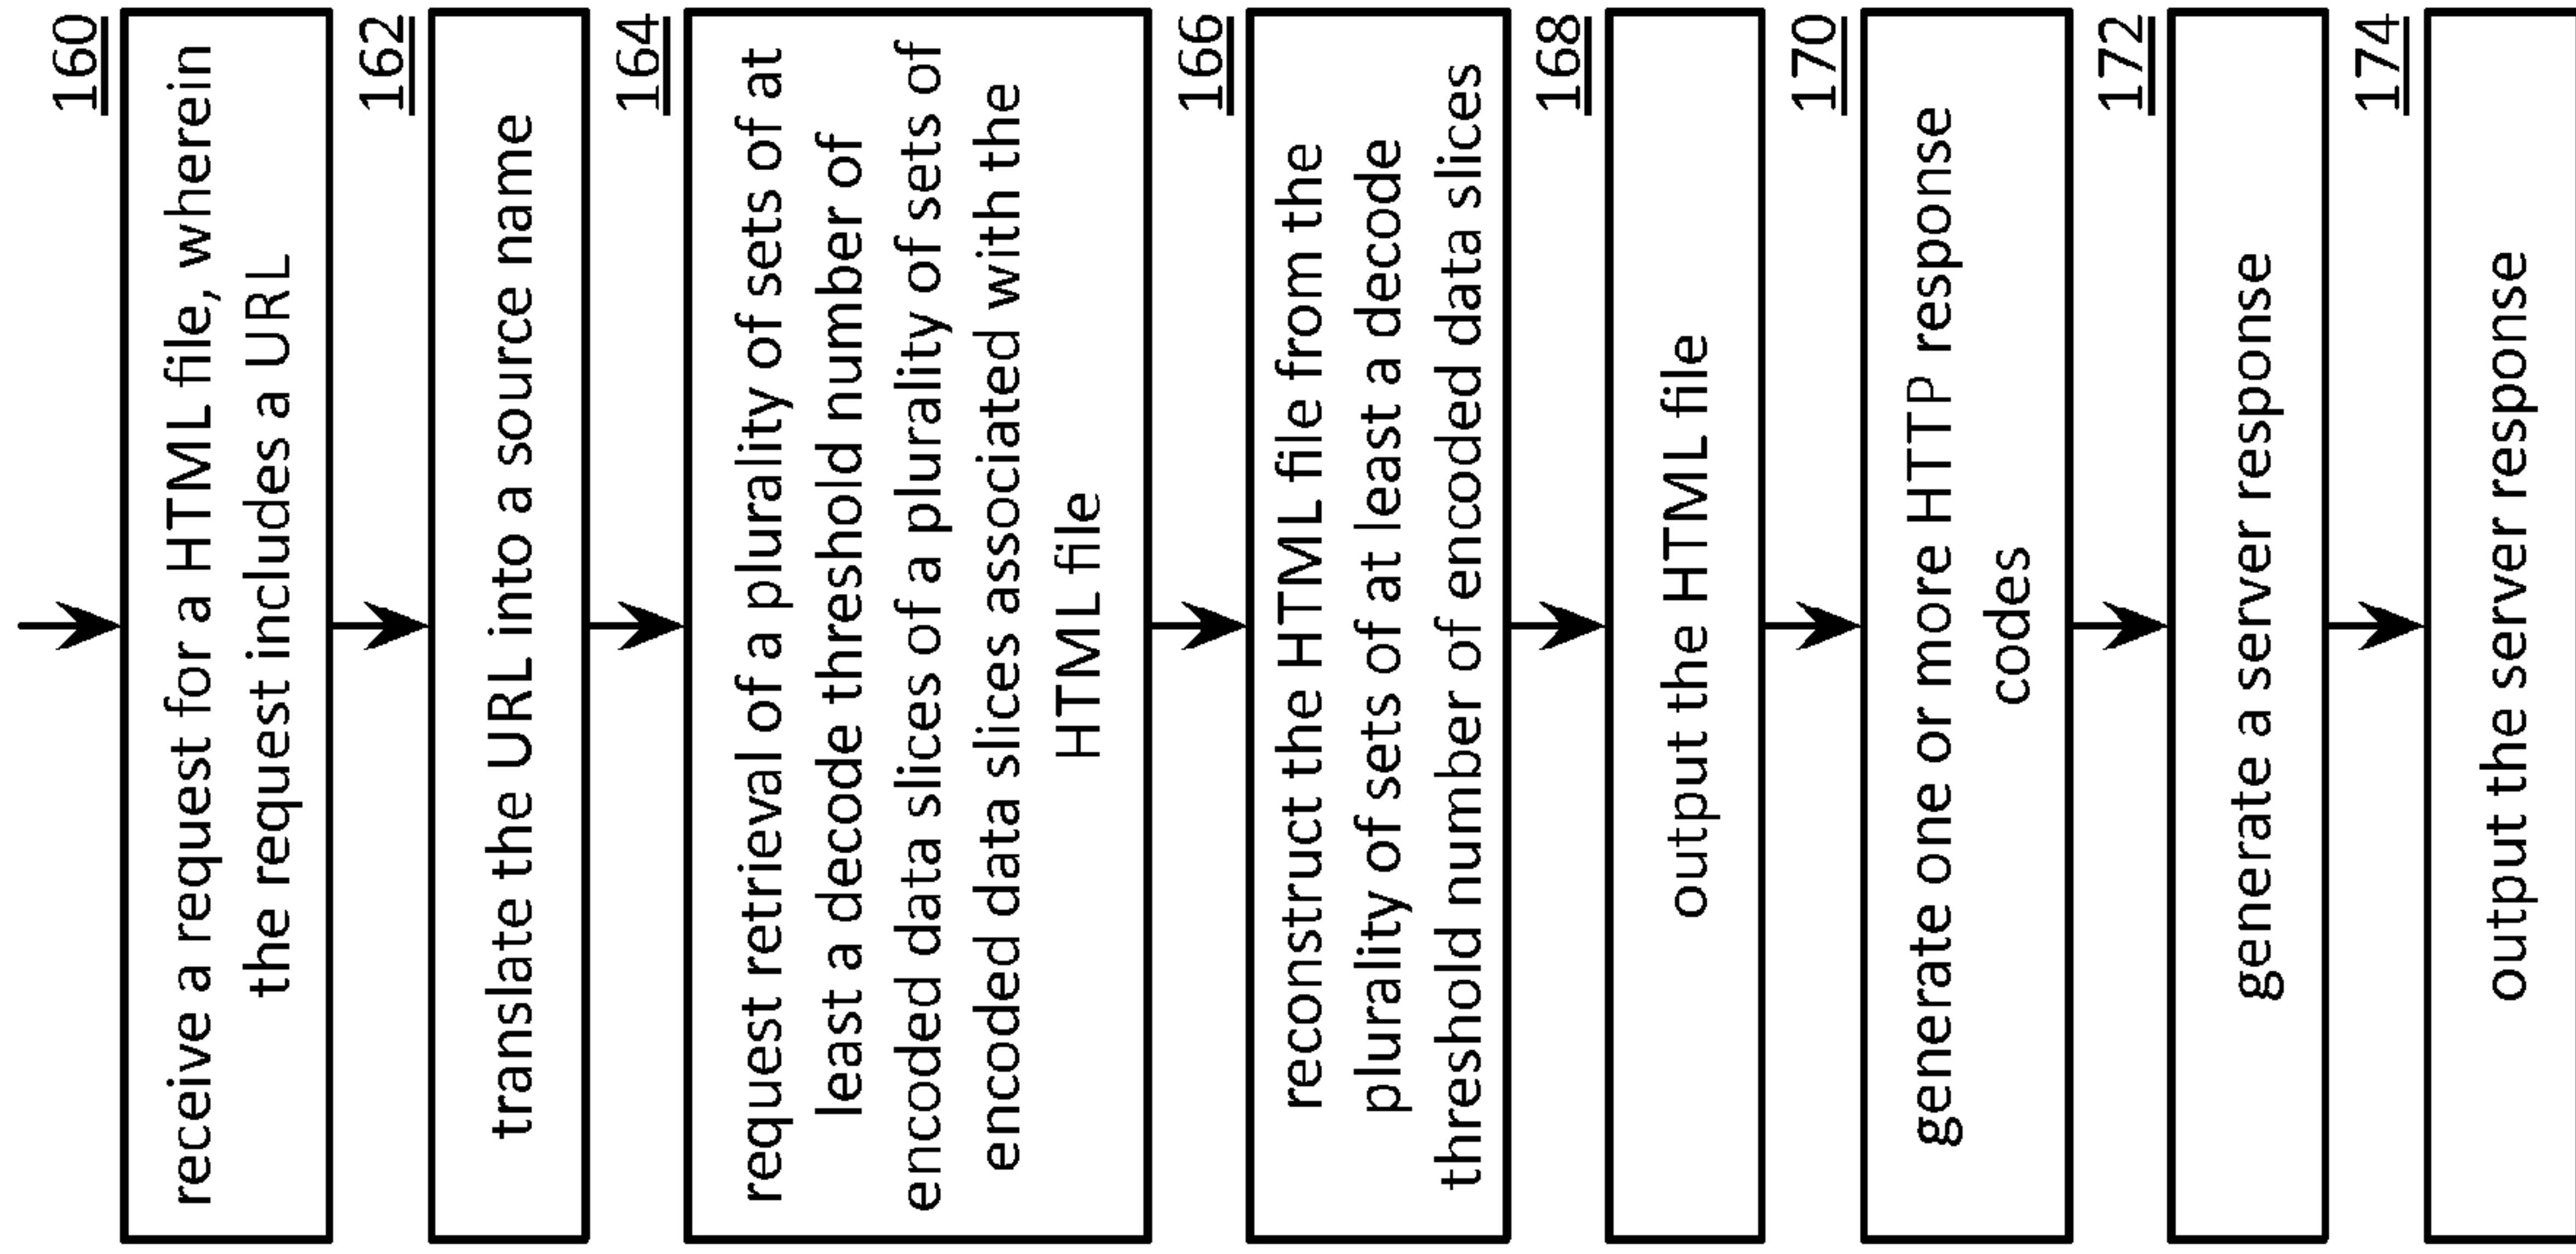 160
receive a request for a HTML file, wherein
the request includes a URL
162
translate the URL into a source name
164
request retrieval of a plurality of sets of at
least a decode threshold number of
encoded data slices of a plurality of sets of
encoded data slices associated with the
HTML file
166
reconstruct the HTML file from the
plurality of sets of at least a decode
threshold number of encoded data slices
168
output the HTML file
170
generate one or more HTTP response
codes
172
generate a server response
174
output the server response